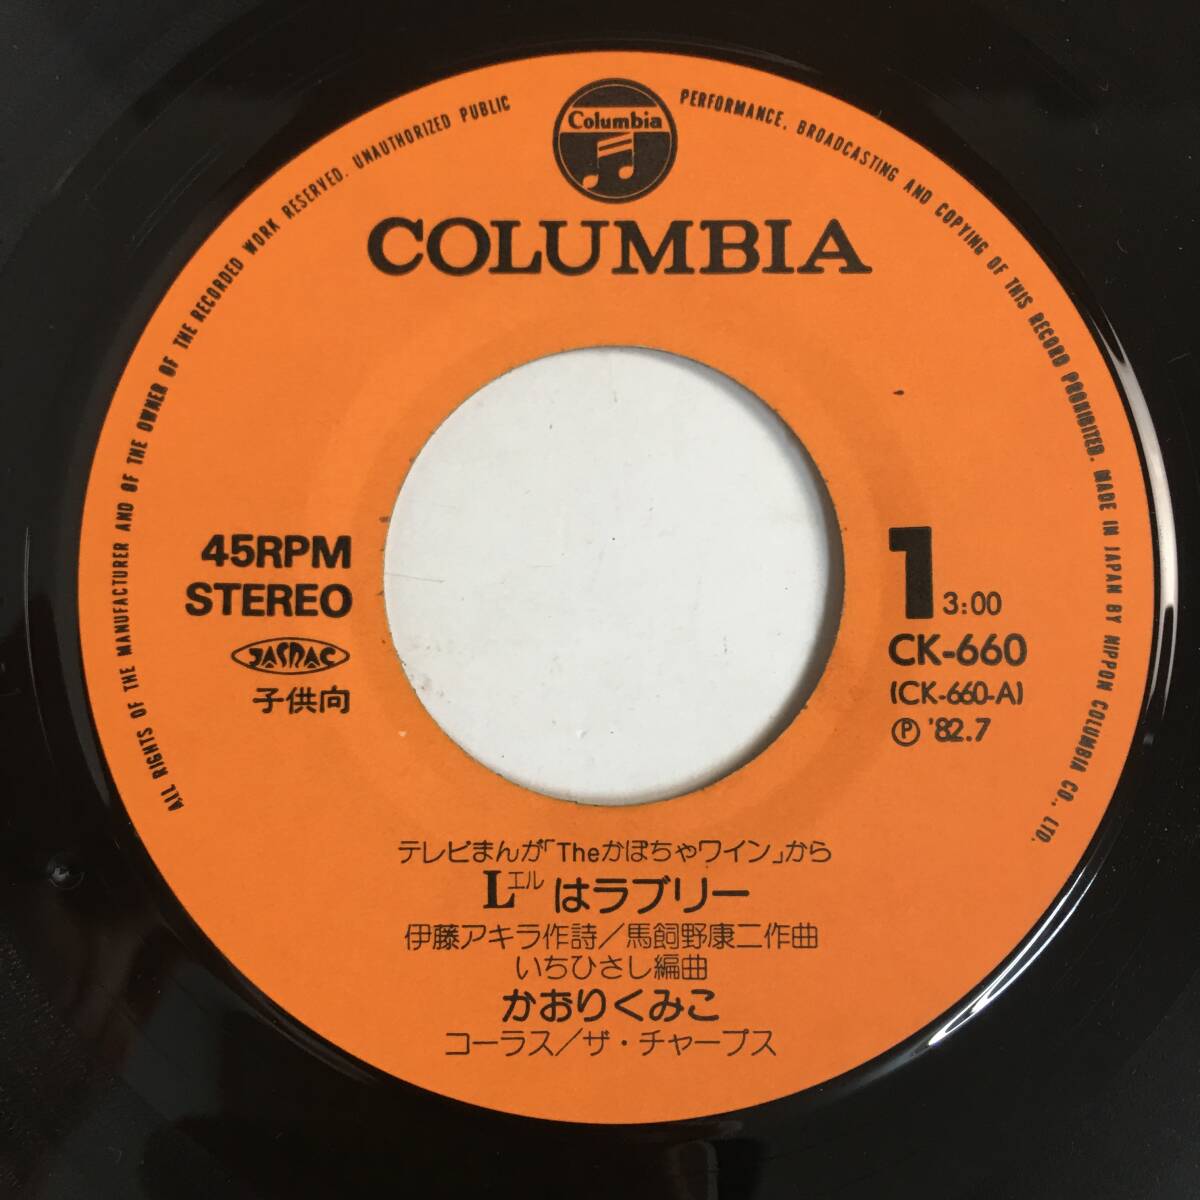 ALL RIGHTS OF THE MANUFACTURER AND OF THE OWNER OF THE RECORDED WORK RESERVED. UNAUTHORIZED PUBLIC PERFORMANCE, BROADCASTING AND COPYING OF THIS RECORD PROHIBITED. MADE IN JAPAN BY NIPPON COLUMBIA CO., LTD.
Columbia
COLUMBIA
45RPM
STEREO
JASRAC
子供向
1 3:00
CK-660
(CK-660-A)
Ⓟ '82.7
テレビまんが「Theかぼちゃワイン」から
Lエルはラブリー
伊藤アキラ作詩/馬飼野康二作曲
いちひさし編曲
かおりくみこ
コーラス/ザ・チャープス